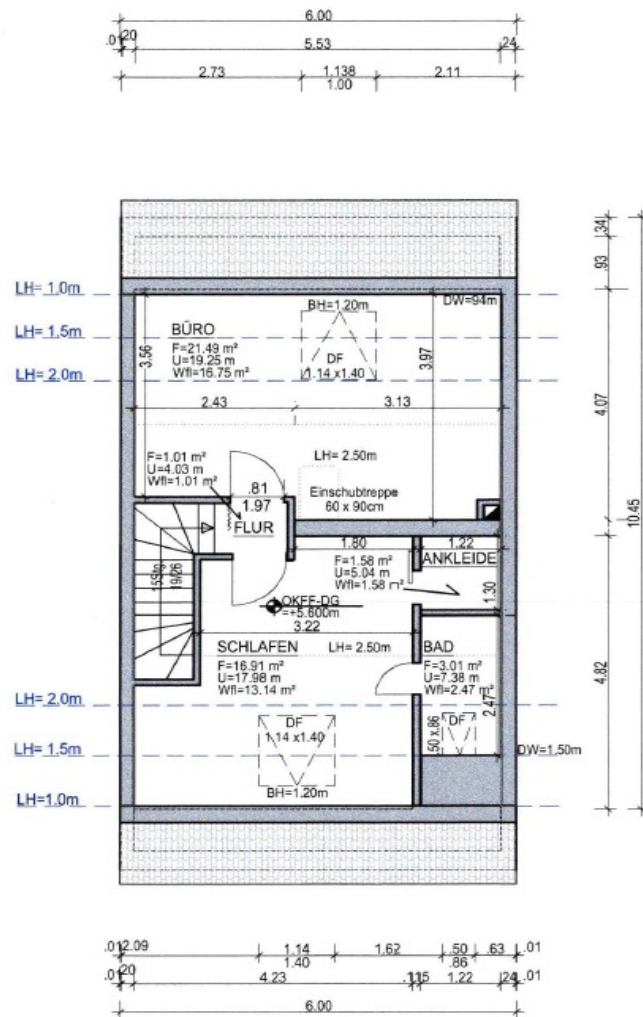 6.00
.01 20 5.53 .24
2.73 1.138 2.11
1.00
.34
.93
LH= 1.0m
BH=1.20m
DW=94m
LH= 1.5m
BÜRO
F=21.49 m²
U=19.25 m
Wfl=16.75 m²
3.56
DF
1.14 x1.40
3.97
LH= 2.0m
4.07
2.43 3.13
10.45
F=1.01 m²
U=4.03 m
Wfl=1.01 m²
LH= 2.50m
.81
1.97
Einschubtreppe
60 x 90cm
FLUR
15Stg.
19/26
1.80 1.22
F=1.58 m²
U=5.04 m
Wfl=1.58 m²
ANKLEIDE
1.30
OKFF-DG
=+5.600m
3.22
SCHLAFEN
F=16.91 m²
U=17.98 m
Wfl=13.14 m²
LH= 2.50m
BAD
F=3.01 m²
U=7.38 m
Wfl=2.47 m²
4.82
2.47
LH= 2.0m
DF
1.14 x1.40
.50 x.86
DF
LH= 1.5m
DW=1.50m
BH=1.20m
LH=1.0m
.01 2.09 1.14 1.62 .50 .63 .01
1.40 .86
.01 20 4.23 .115 1.22 .24 .01
6.00